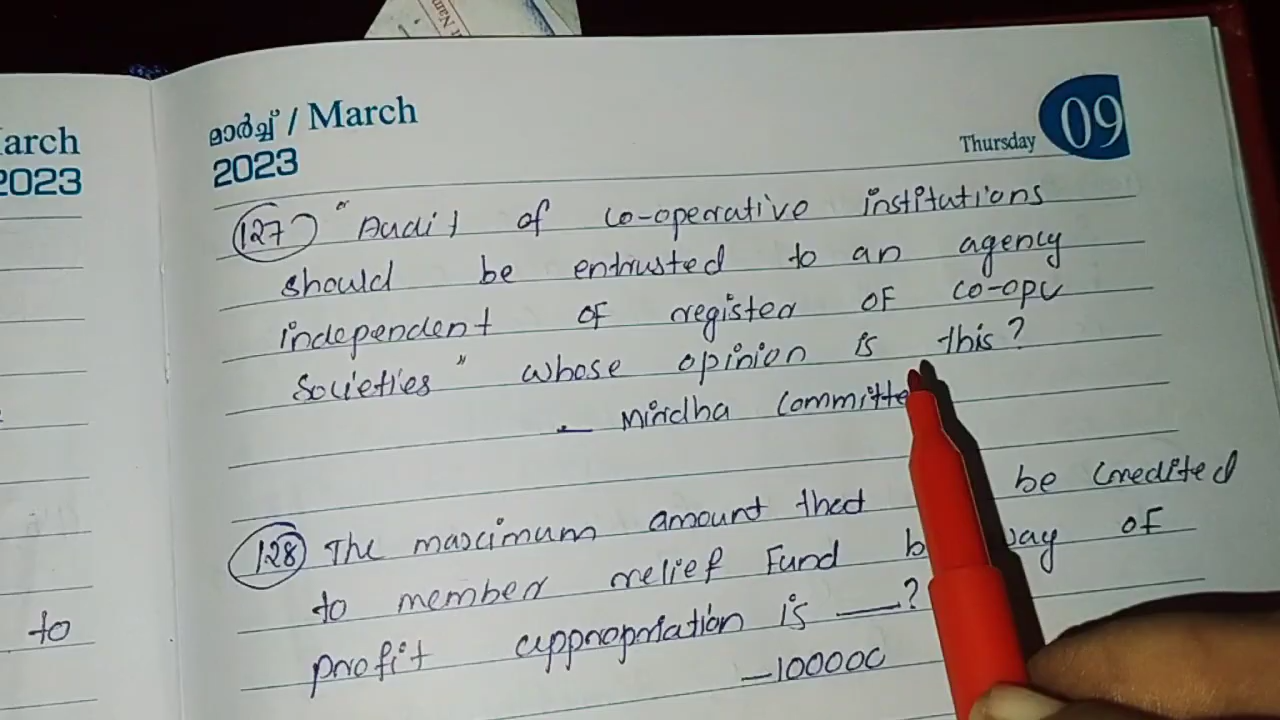 arch
2023
to
മാർച്ച് / March
2023
Thursday
09
127 "Audit of co-operative institutions
should be entrusted to an agency
independent of register of co-opv
Societies" whose opinion is this?
- Mirdha Committe
128 The maximum amount that be credited
to member relief Fund way of
profit appropriation is ___?
- 100000